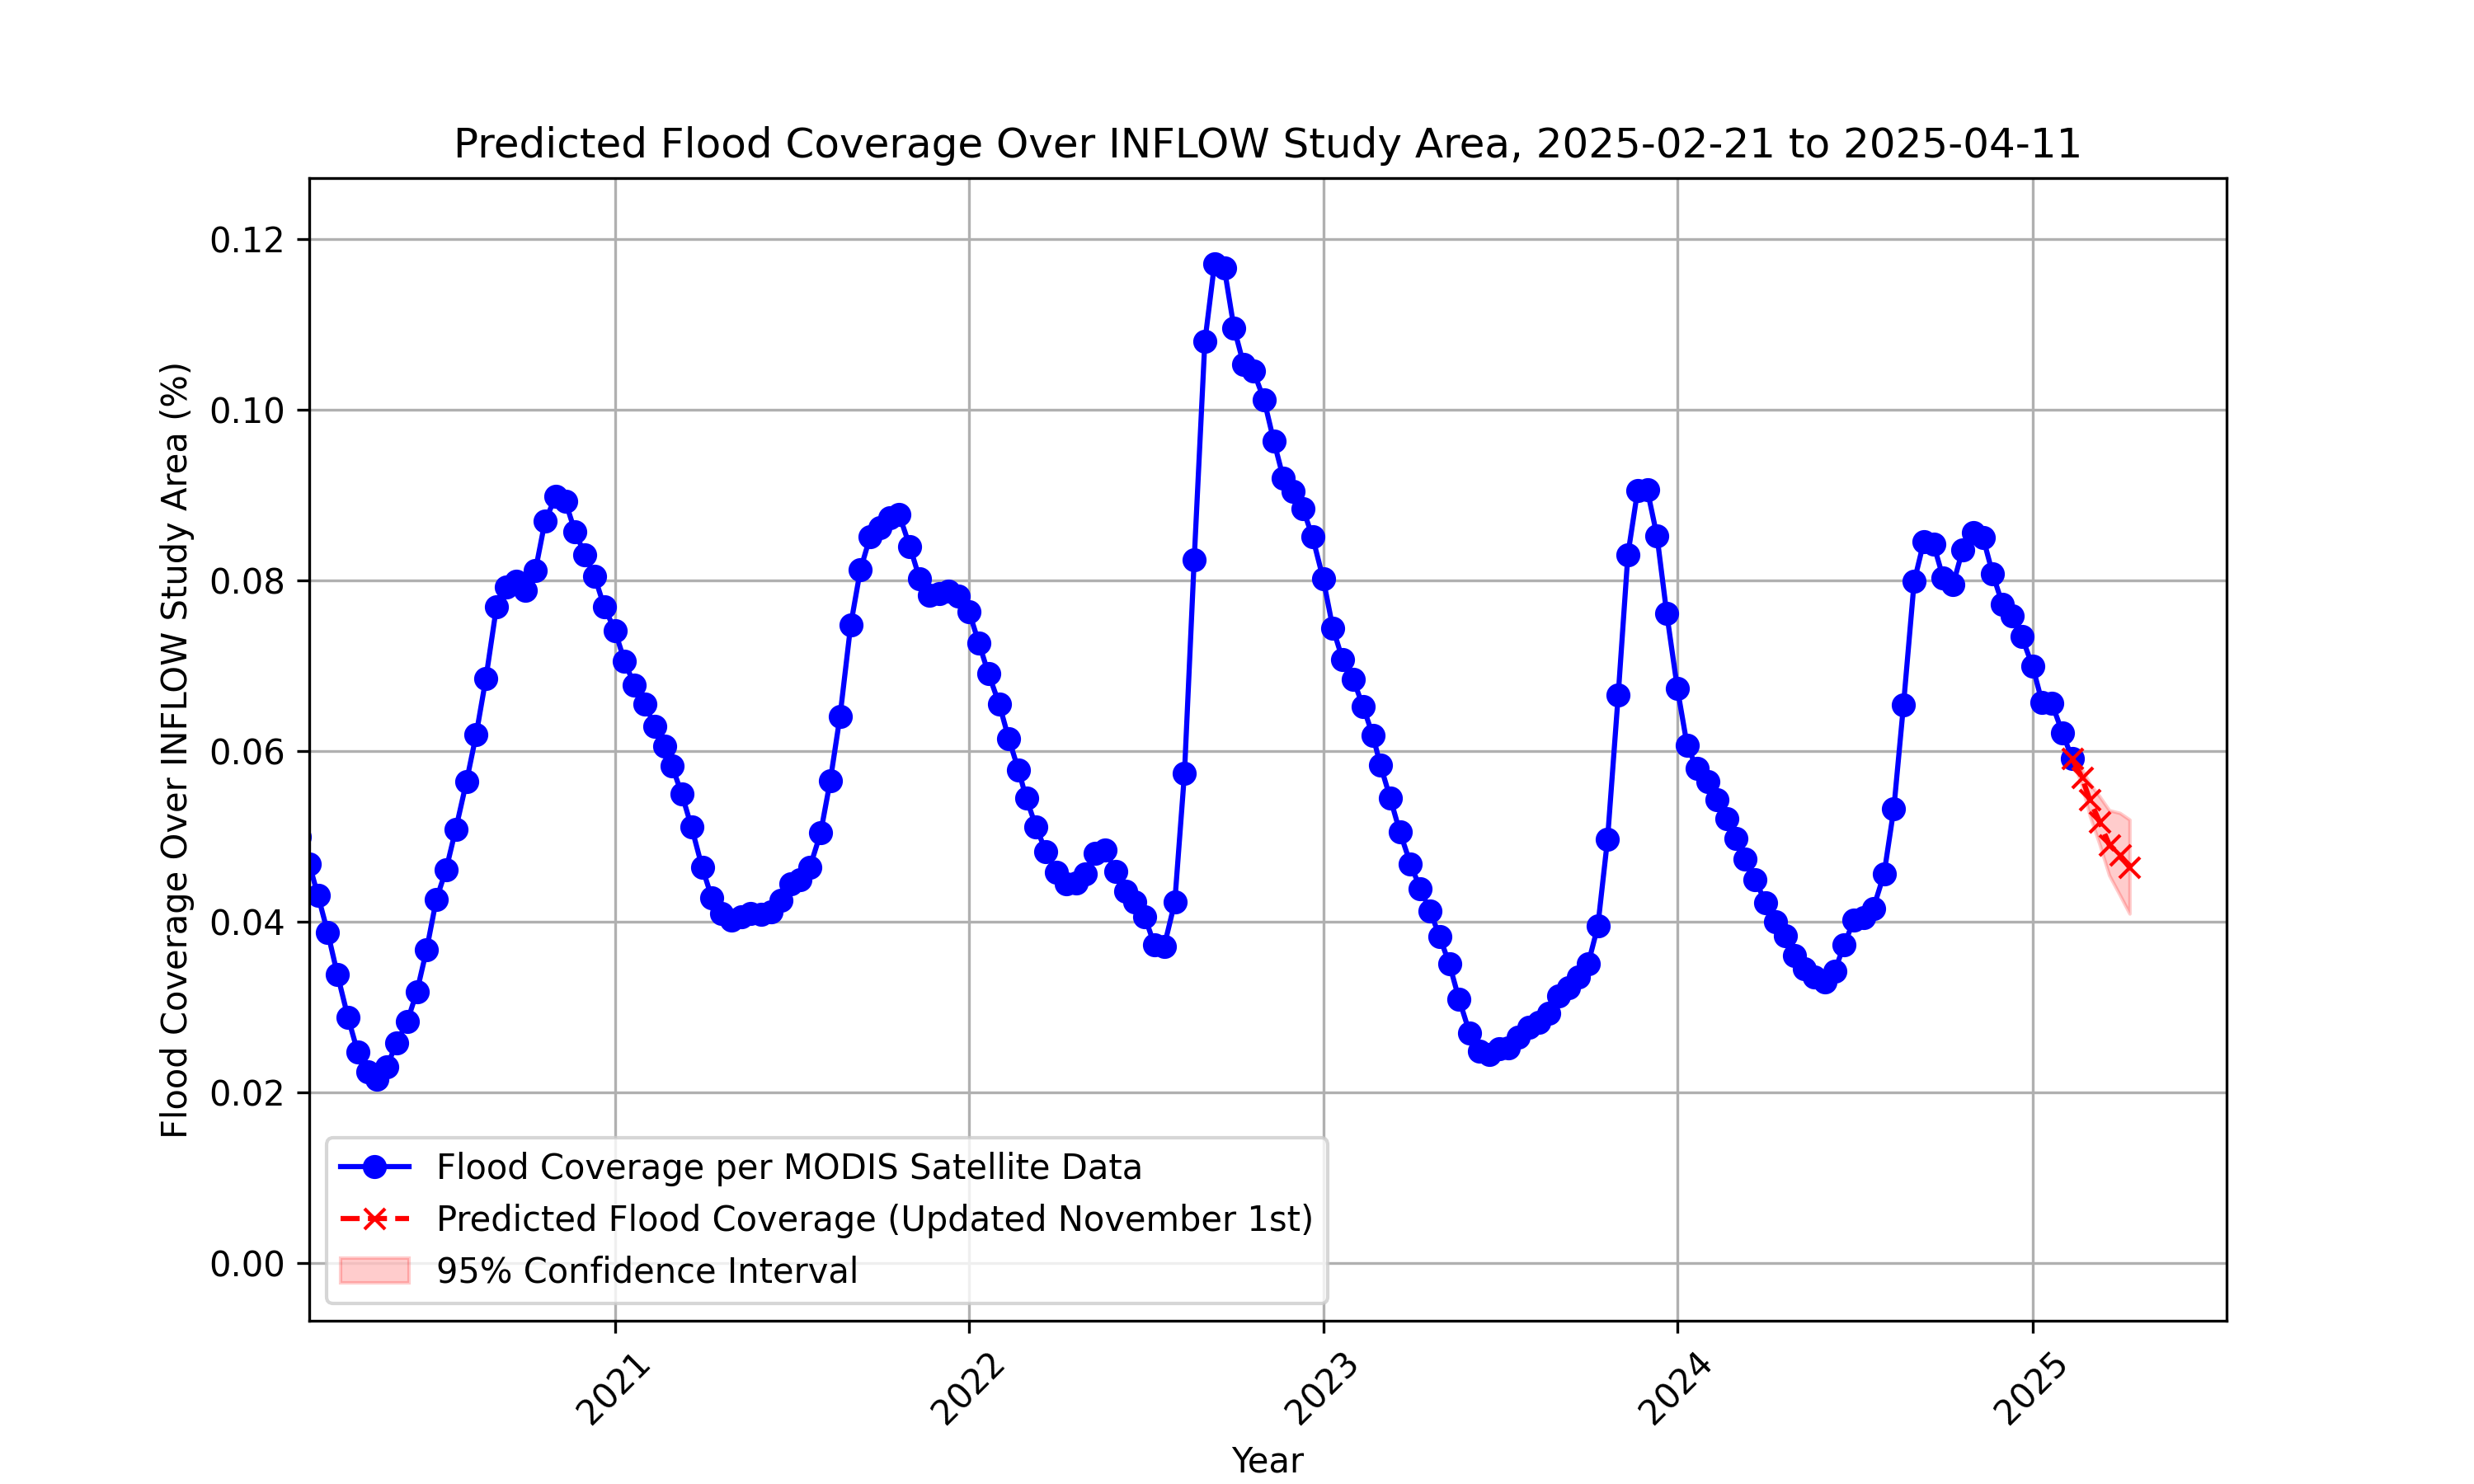 Predicted Flood Coverage Over INFLOW Study Area, 2025-02-21 to 2025-04-11
Flood Coverage Over INFLOW Study Area (%)
0.12
0.10
0.08
0.06
0.04
0.02
0.00
Flood Coverage per MODIS Satellite Data
Predicted Flood Coverage (Updated November 1st)
95% Confidence Interval
2021
2022
2023
2024
2025
Year